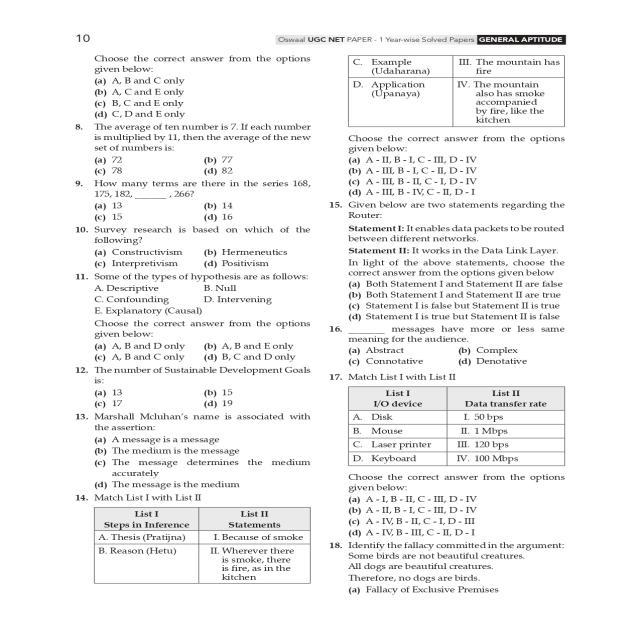 10
Oswaal UGC NET PAPER - 1 Year-wise Solved Papers GENERAL APTITUDE
Choose the correct answer from the options
given below:
(a) A, B and C only
(b) A, C and E only
(c) B, C and E only
(d) C, D and E only
8. The average of ten number is 7. If each number
is multiplied by 11, then the average of the new
set of numbers is:
(a) 72 (b) 77
(c) 78 (d) 82
9. How many terms are there in the series 168,
175, 182, ______ , 266?
(a) 13 (b) 14
(c) 15 (d) 16
10. Survey research is based on which of the
following?
(a) Constructivism (b) Hermeneutics
(c) Interpretivism (d) Positivism
11. Some of the types of hypothesis are as follows:
A. Descriptive B. Null
C. Confounding D. Intervening
E. Explanatory (Causal)
Choose the correct answer from the options
given below:
(a) A, B and D only (b) A, B and E only
(c) A, B and C only (d) B, C and D only
12. The number of Sustainable Development Goals
is:
(a) 13 (b) 15
(c) 17 (d) 19
13. Marshall Mcluhan's name is associated with
the assertion:
(a) A message is a message
(b) The medium is the message
(c) The message determines the medium
accurately
(d) The message is the medium
14. Match List I with List II
List I List II
Steps in Inference Statements
A. Thesis (Pratijna) I. Because of smoke
B. Reason (Hetu) II. Wherever there
is smoke, there
is fire, as in the
kitchen
C. Example III. The mountain has
(Udaharana) fire
D. Application IV. The mountain
(Upanaya) also has smoke
accompanied
by fire, like the
kitchen
Choose the correct answer from the options
given below:
(a) A - II, B - I, C - III, D - IV
(b) A - III, B - I, C - II, D - IV
(c) A - III, B - II, C - I, D - IV
(d) A - III, B - IV, C - II, D - I
15. Given below are two statements regarding the
Router:
Statement I: It enables data packets to be routed
between different networks.
Statement II: It works in the Data Link Layer.
In light of the above statements, choose the
correct answer from the options given below
(a) Both Statement I and Statement II are false
(b) Both Statement I and Statement II are true
(c) Statement I is false but Statement II is true
(d) Statement I is true but Statement II is false
16. ______ messages have more or less same
meaning for the audience.
(a) Abstract (b) Complex
(c) Connotative (d) Denotative
17. Match List I with List II
List I List II
I/O device Data transfer rate
A. Disk I. 50 bps
B. Mouse II. 1 Mbps
C. Laser printer III. 120 bps
D. Keyboard IV. 100 Mbps
Choose the correct answer from the options
given below:
(a) A - I, B - II, C - III, D - IV
(b) A - II, B - I, C - III, D - IV
(c) A - IV, B - II, C - I, D - III
(d) A - IV, B - III, C - II, D - I
18. Identify the fallacy committed in the argument:
Some birds are not beautiful creatures.
All dogs are beautiful creatures.
Therefore, no dogs are birds.
(a) Fallacy of Exclusive Premises